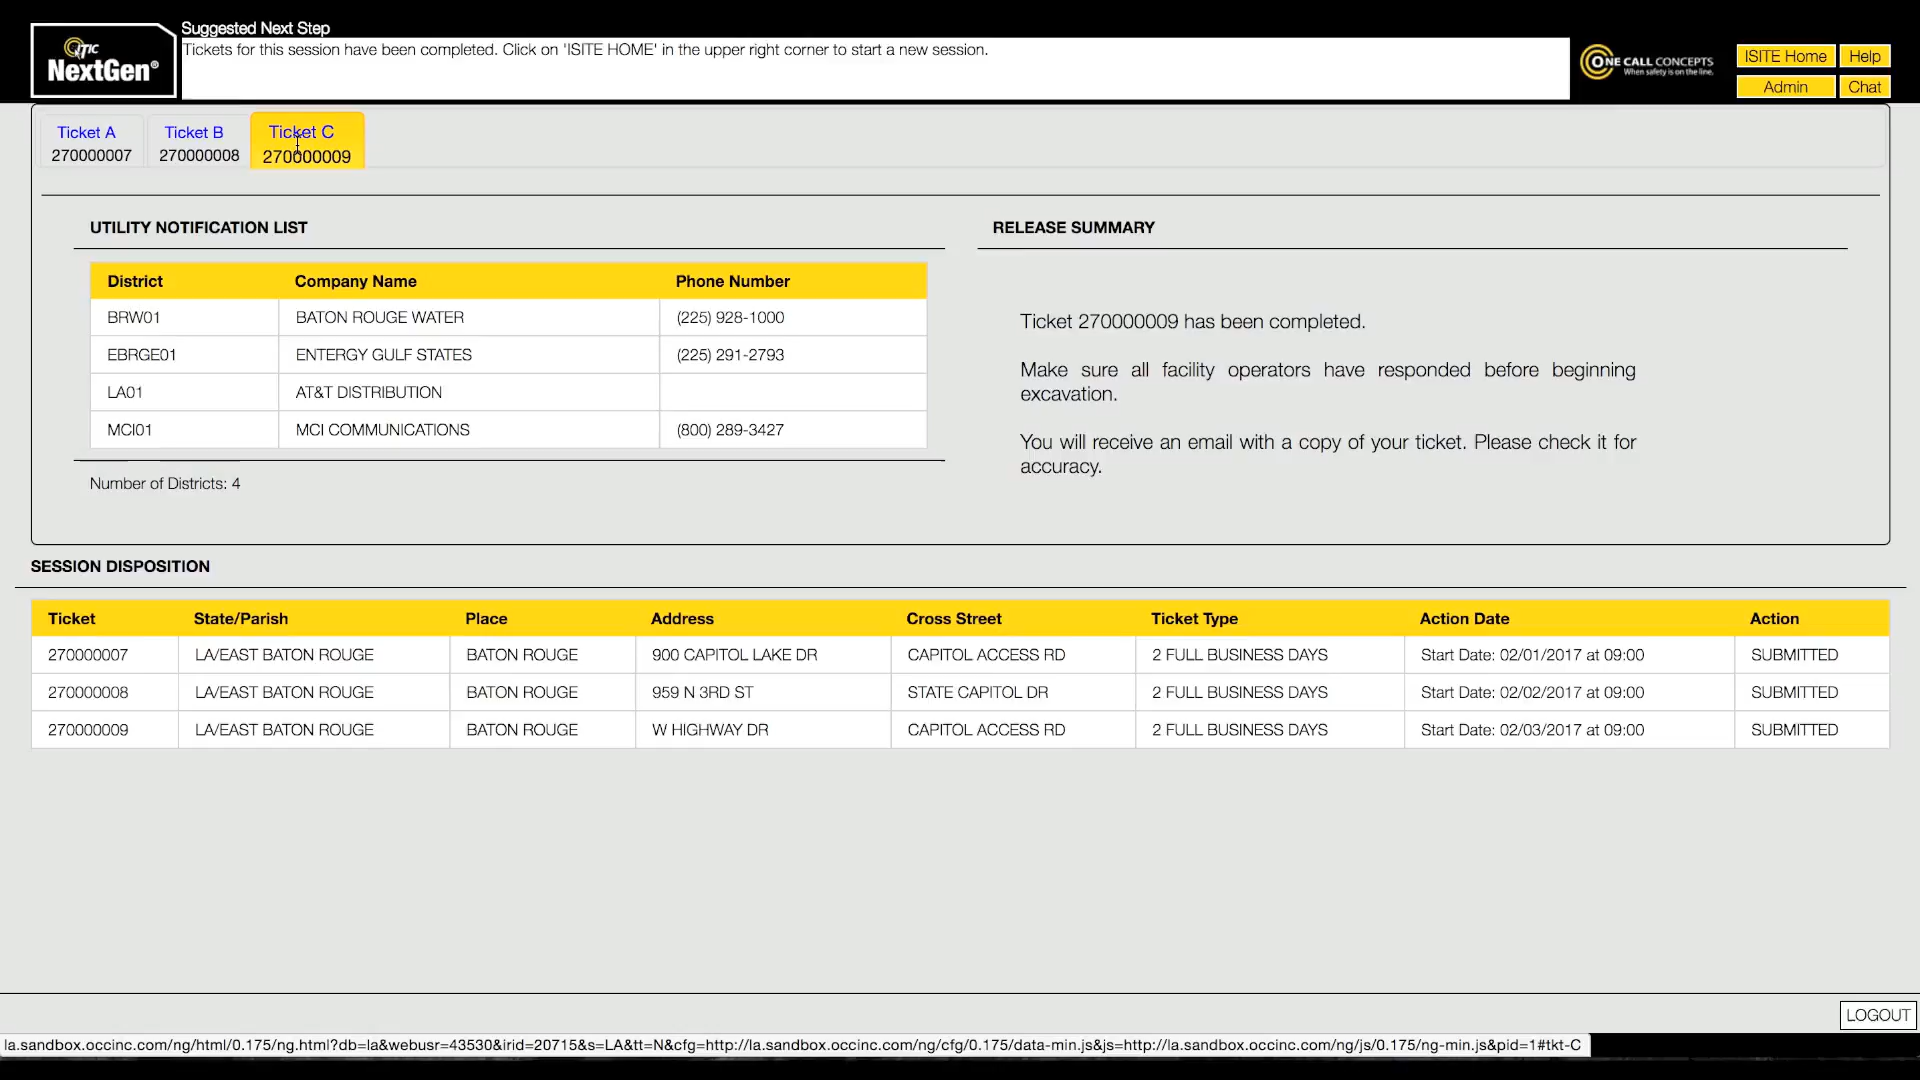 Suggested Next Step
ITIC
NextGen®
Tickets for this session have been completed. Click on 'ISITE HOME' in the upper right corner to start a new session.
ONE CALL CONCEPTS
When safety is on the line.
ISITE Home Help
Admin Chat
Ticket A Ticket B Ticket C
270000007 270000008 270000009
UTILITY NOTIFICATION LIST
District Company Name Phone Number
BRW01 BATON ROUGE WATER (225) 928-1000
EBRGE01 ENTERGY GULF STATES (225) 291-2793
LA01 AT&T DISTRIBUTION
MCI01 MCI COMMUNICATIONS (800) 289-3427
Number of Districts: 4
RELEASE SUMMARY
Ticket 270000009 has been completed.
Make sure all facility operators have responded before beginning
excavation.
You will receive an email with a copy of your ticket. Please check it for
accuracy.
SESSION DISPOSITION
Ticket State/Parish Place Address Cross Street Ticket Type Action Date Action
270000007 LA/EAST BATON ROUGE BATON ROUGE 900 CAPITOL LAKE DR CAPITOL ACCESS RD 2 FULL BUSINESS DAYS Start Date: 02/01/2017 at 09:00 SUBMITTED
270000008 LA/EAST BATON ROUGE BATON ROUGE 959 N 3RD ST STATE CAPITOL DR 2 FULL BUSINESS DAYS Start Date: 02/02/2017 at 09:00 SUBMITTED
270000009 LA/EAST BATON ROUGE BATON ROUGE W HIGHWAY DR CAPITOL ACCESS RD 2 FULL BUSINESS DAYS Start Date: 02/03/2017 at 09:00 SUBMITTED
LOGOUT
la.sandbox.occinc.com/ng/html/0.175/ng.html?db=la&webusr=43530&irid=20715&s=LA&tt=N&cfg=http://la.sandbox.occinc.com/ng/cfg/0.175/data-min.js&js=http://la.sandbox.occinc.com/ng/js/0.175/ng-min.js&pid=1#tkt-C